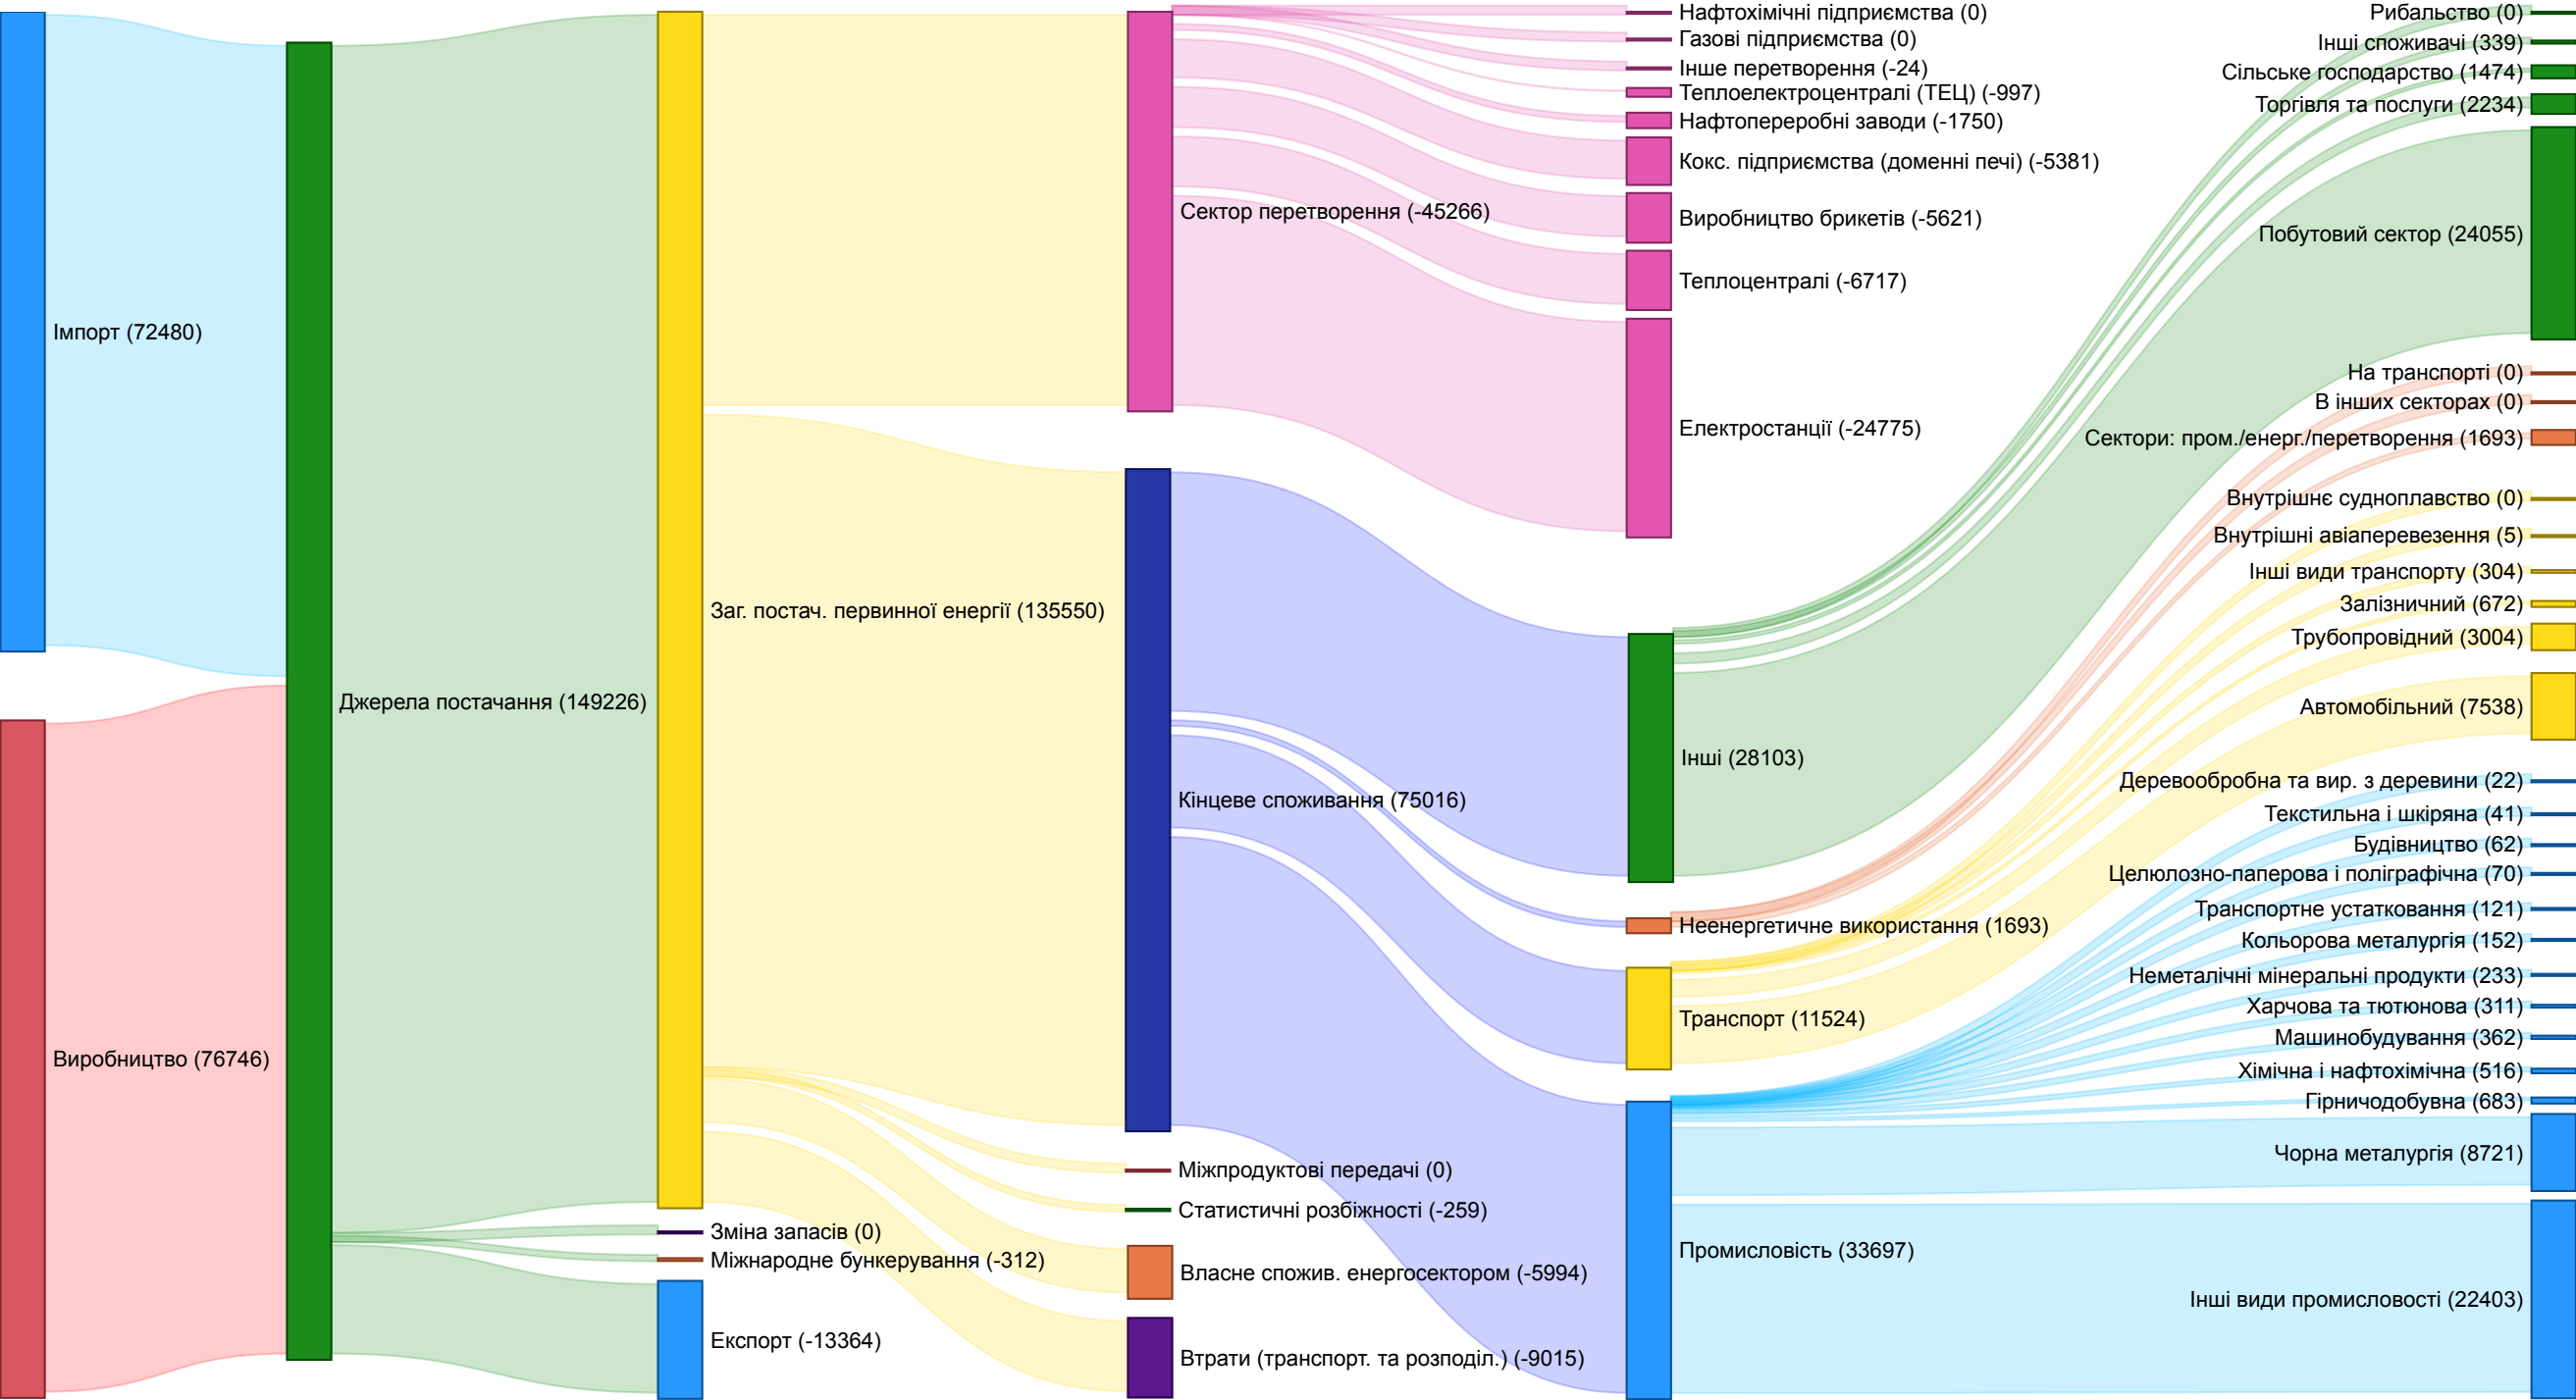 Імпорт (72480)
Виробництво (76746)
Джерела постачання (149226)
Заг. постач. первинної енергії (135550)
Зміна запасів (0)
Міжнародне бункерування (-312)
Експорт (-13364)
Сектор перетворення (-45266)
Кінцеве споживання (75016)
Міжпродуктові передачі (0)
Статистичні розбіжності (-259)
Власне спожив. енергосектором (-5994)
Втрати (транспорт. та розподіл.) (-9015)
Нафтохімічні підприємства (0)
Газові підприємства (0)
Інше перетворення (-24)
Теплоелектроцентралі (ТЕЦ) (-997)
Нафтопереробні заводи (-1750)
Кокс. підприємства (доменні печі) (-5381)
Виробництво брикетів (-5621)
Теплоцентралі (-6717)
Електростанції (-24775)
Інші (28103)
Неенергетичне використання (1693)
Транспорт (11524)
Промисловість (33697)
Рибальство (0)
Інші споживачі (339)
Сільське господарство (1474)
Торгівля та послуги (2234)
Побутовий сектор (24055)
На транспорті (0)
В інших секторах (0)
Сектори: пром./енерг./перетворення (1693)
Внутрішнє судноплавство (0)
Внутрішні авіаперевезення (5)
Інші види транспорту (304)
Залізничний (672)
Трубопровідний (3004)
Автомобільний (7538)
Деревообробна та вир. з деревини (22)
Текстильна і шкіряна (41)
Будівництво (62)
Целюлозно-паперова і поліграфічна (70)
Транспортне устатковання (121)
Кольорова металургія (152)
Неметалічні мінеральні продукти (233)
Харчова та тютюнова (311)
Машинобудування (362)
Хімічна і нафтохімічна (516)
Гірничодобувна (683)
Чорна металургія (8721)
Інші види промисловості (22403)